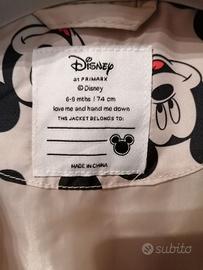 Disney
at PRIMARK
© Disney
6-9 mths / 74 cm
love me and hand me down
THIS JACKET BELONGS TO:
MADE IN CHINA
subito